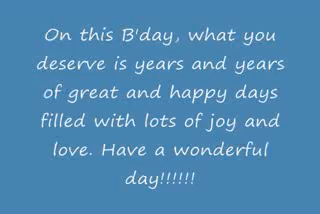 On this B'day, what you
deserve is years and years
of great and happy days
filled with lots of joy and
love. Have a wonderful
day!!!!!!